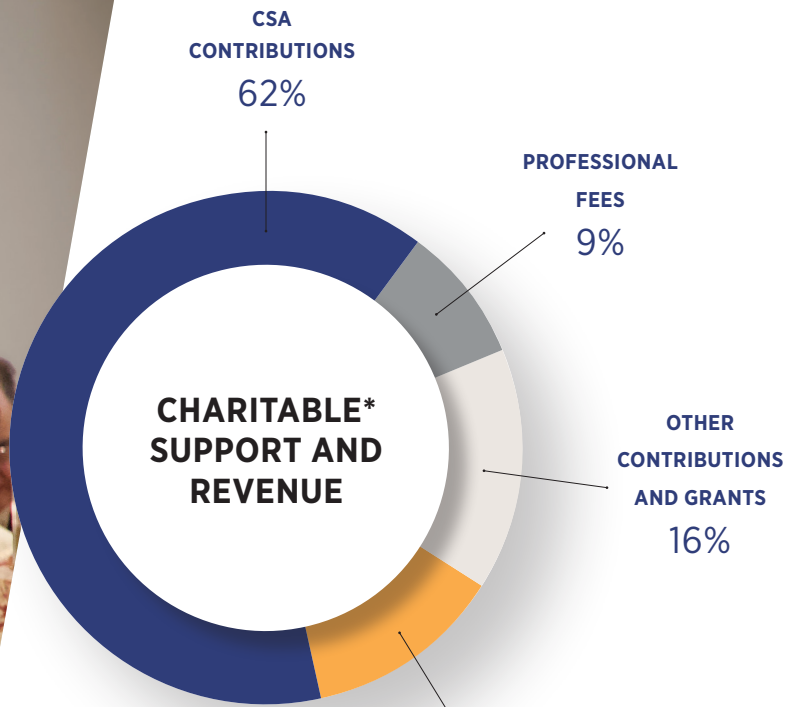 CSA
CONTRIBUTIONS
62%
PROFESSIONAL
FEES
9%
CHARITABLE*
SUPPORT AND
REVENUE
OTHER
CONTRIBUTIONS
AND GRANTS
16%